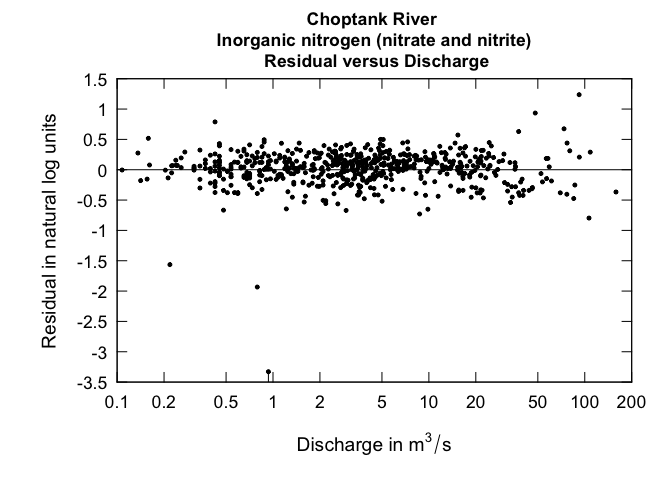 Choptank River
Inorganic nitrogen (nitrate and nitrite)
Residual versus Discharge
1.5
1
0.5
0
-0.5
-1
-1.5
-2
-2.5
-3
-3.5
Residual in natural log units
0.1 0.2 0.5 1 2 5 10 20 50 100 200
Discharge in m³/s